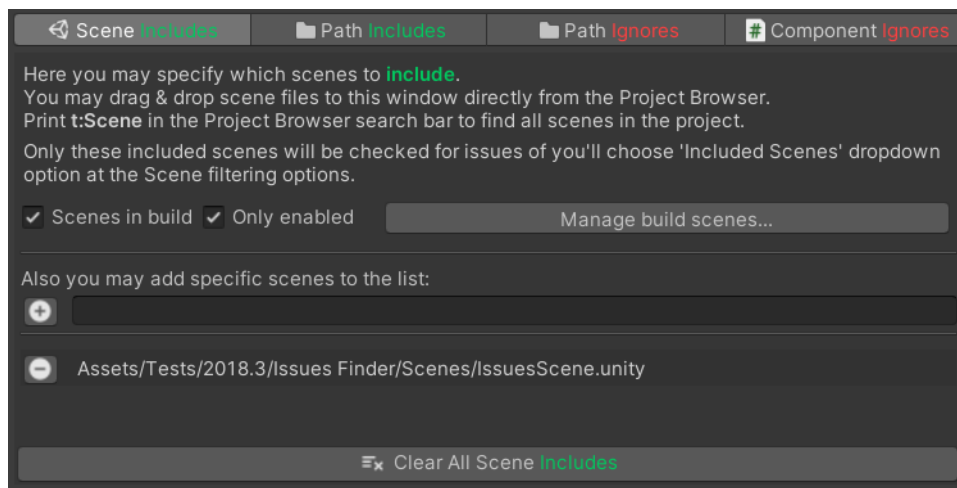 Scene Includes
Path Includes
Path Ignores
# Component Ignores
Here you may specify which scenes to include.
You may drag & drop scene files to this window directly from the Project Browser.
Print t:Scene in the Project Browser search bar to find all scenes in the project.
Only these included scenes will be checked for issues of you'll choose 'Included Scenes' dropdown
option at the Scene filtering options.
Scenes in build
Only enabled
Manage build scenes...
Also you may add specific scenes to the list:
Assets/Tests/2018.3/Issues Finder/Scenes/IssuesScene.unity
Clear All Scene Includes